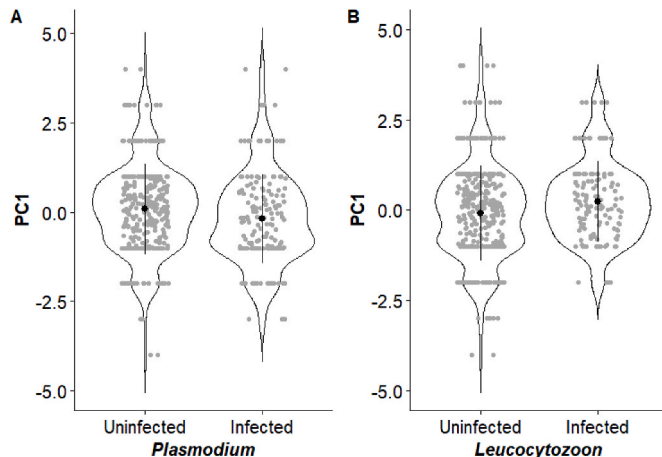 A
PC1
5.0
2.5
0.0
-2.5
-5.0
Uninfected Infected
Plasmodium
B
PC1
5.0
2.5
0.0
-2.5
-5.0
Uninfected Infected
Leucocytozoon